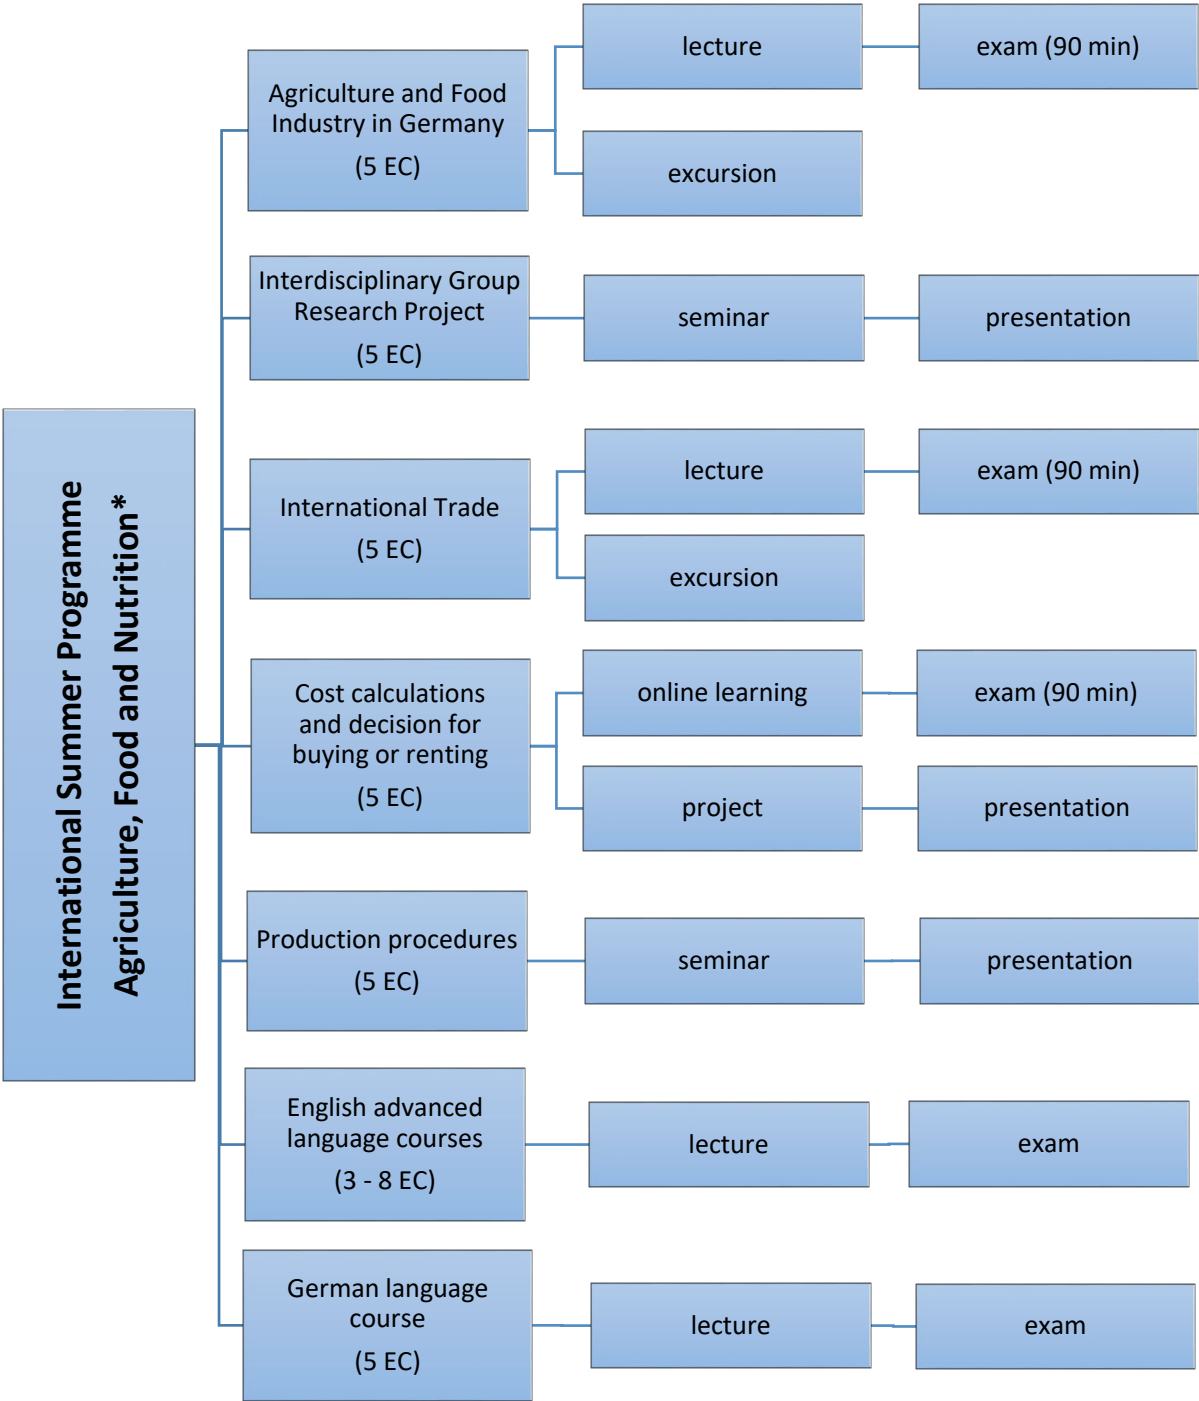 International Summer Programme
Agriculture, Food and Nutrition*
Agriculture and Food
Industry in Germany
(5 EC)
lecture
exam (90 min)
excursion
Interdisciplinary Group
Research Project
(5 EC)
seminar
presentation
International Trade
(5 EC)
lecture
exam (90 min)
excursion
Cost calculations
and decision for
buying or renting
(5 EC)
online learning
exam (90 min)
project
presentation
Production procedures
(5 EC)
seminar
presentation
English advanced
language courses
(3 - 8 EC)
lecture
exam
German language
course
(5 EC)
lecture
exam